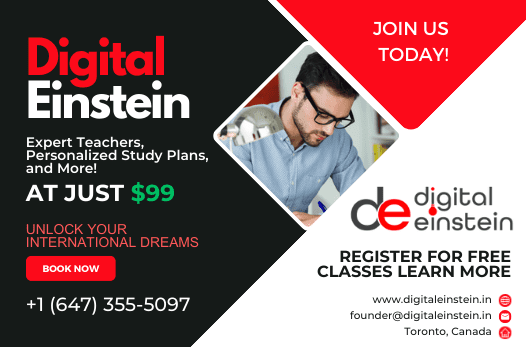 Digital
Einstein
Expert Teachers,
Personalized Study Plans,
and More!
AT JUST $99
UNLOCK YOUR
INTERNATIONAL DREAMS
BOOK NOW
+1 (647) 355-5097
JOIN US
TODAY!
de digital
einstein
REGISTER FOR FREE
CLASSES LEARN MORE
www.digitaleinstein.in
founder@digitaleinstein.in
Toronto, Canada